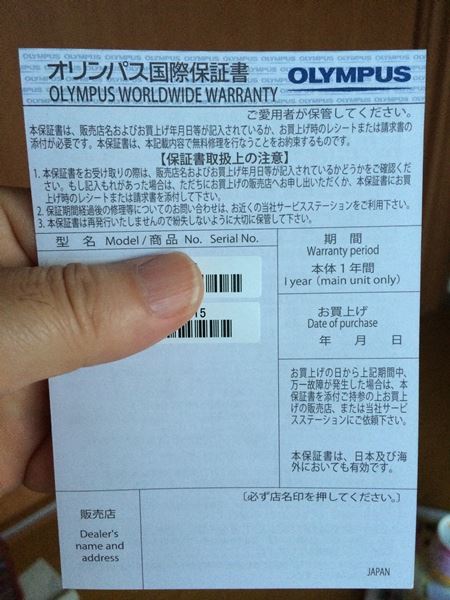 オリンパス国際保証書
OLYMPUS
OLYMPUS WORLDWIDE WARRANTY
ご愛用者が保管してください。
本保証書は、販売店名およびお買上げ年月日等が記入されているか、お買上げ時のレシートまたは請求書の
添付が必要です。本保証書は、本記載内容で無料修理を行なうことをお約束するものです。
【保証書取扱上の注意】
1. 本保証書をお受け取りの際は、販売店名およびお買上げ年月日等が記入されているかどうかをご確認くだ
さい。もし記入もれがあった場合は、ただちにお買上げの販売店へお申し出いただくか、本保証書にお買
上げ時のレシートまたは請求書を添付して下さい。
2. 保証期間経過後の修理等についてのお問い合わせは、お近くの当社サービスステーションをご利用下さい。
3. 本保証書は再発行いたしませんので紛失しないように大切に保管して下さい。
型 名 Model / 商品 No. Serial No.
期 間
Warranty period
本体 1 年間
1 year (main unit only)
15
お買上げ
Date of purchase
年 月 日
お買上げの日から上記期間中、
万一故障が発生した場合は、本
保証書を添付ご持参の上お買上
げの販売店、または当社サービ
スステーションにご依頼下さい。
本保証書は、日本及び海
外においても有効です。
販売店
Dealer's
name and
address
〔必ず店名印を押してください。〕
JAPAN